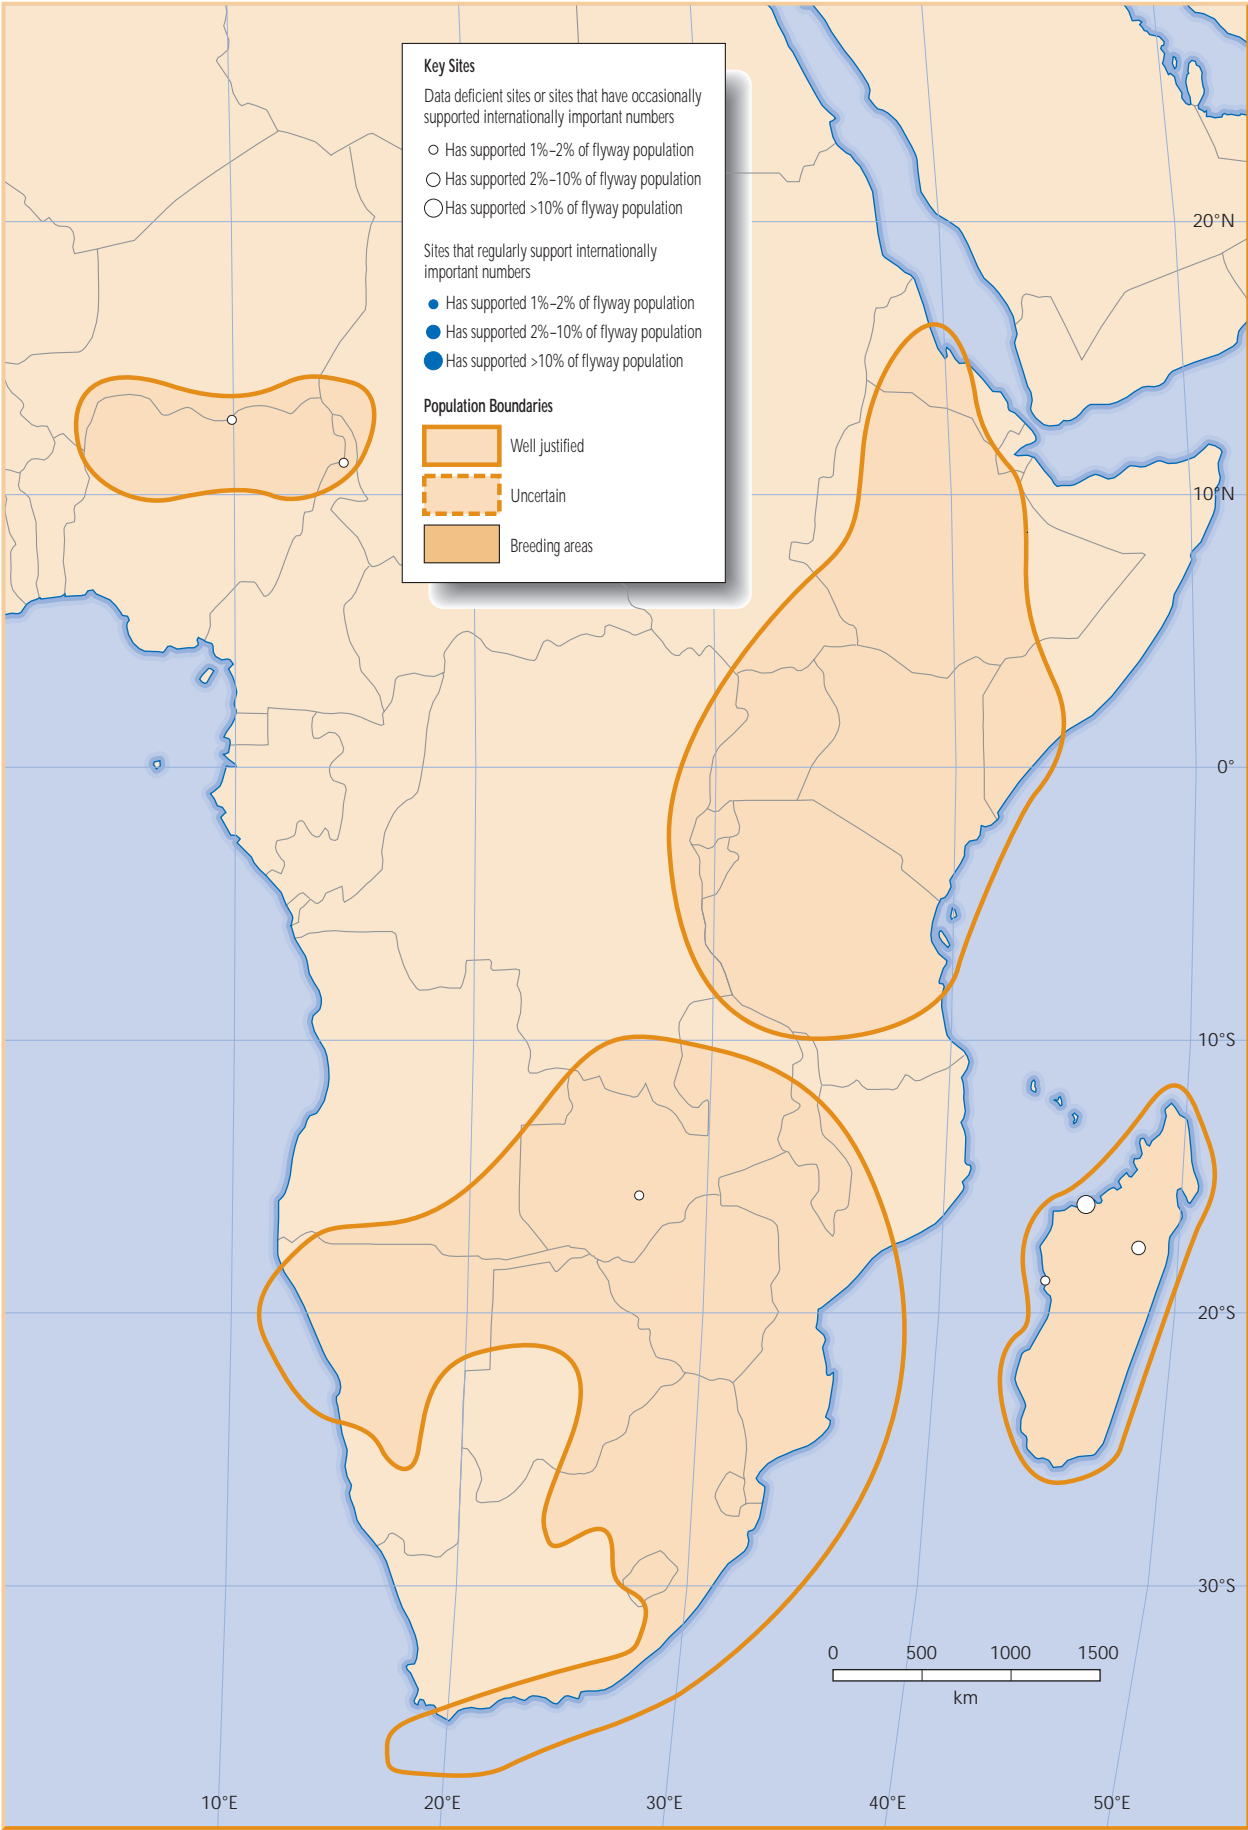 Key Sites
Data deficient sites or sites that have occasionally
supported internationally important numbers
Has supported 1%–2% of flyway population
Has supported 2%–10% of flyway population
Has supported >10% of flyway population
Sites that regularly support internationally
important numbers
Has supported 1%–2% of flyway population
Has supported 2%–10% of flyway population
Has supported >10% of flyway population
Population Boundaries
Well justified
Uncertain
Breeding areas
20°N
10°N
0°
10°S
20°S
30°S
0 500 1000 1500
km
10°E 20°E 30°E 40°E 50°E